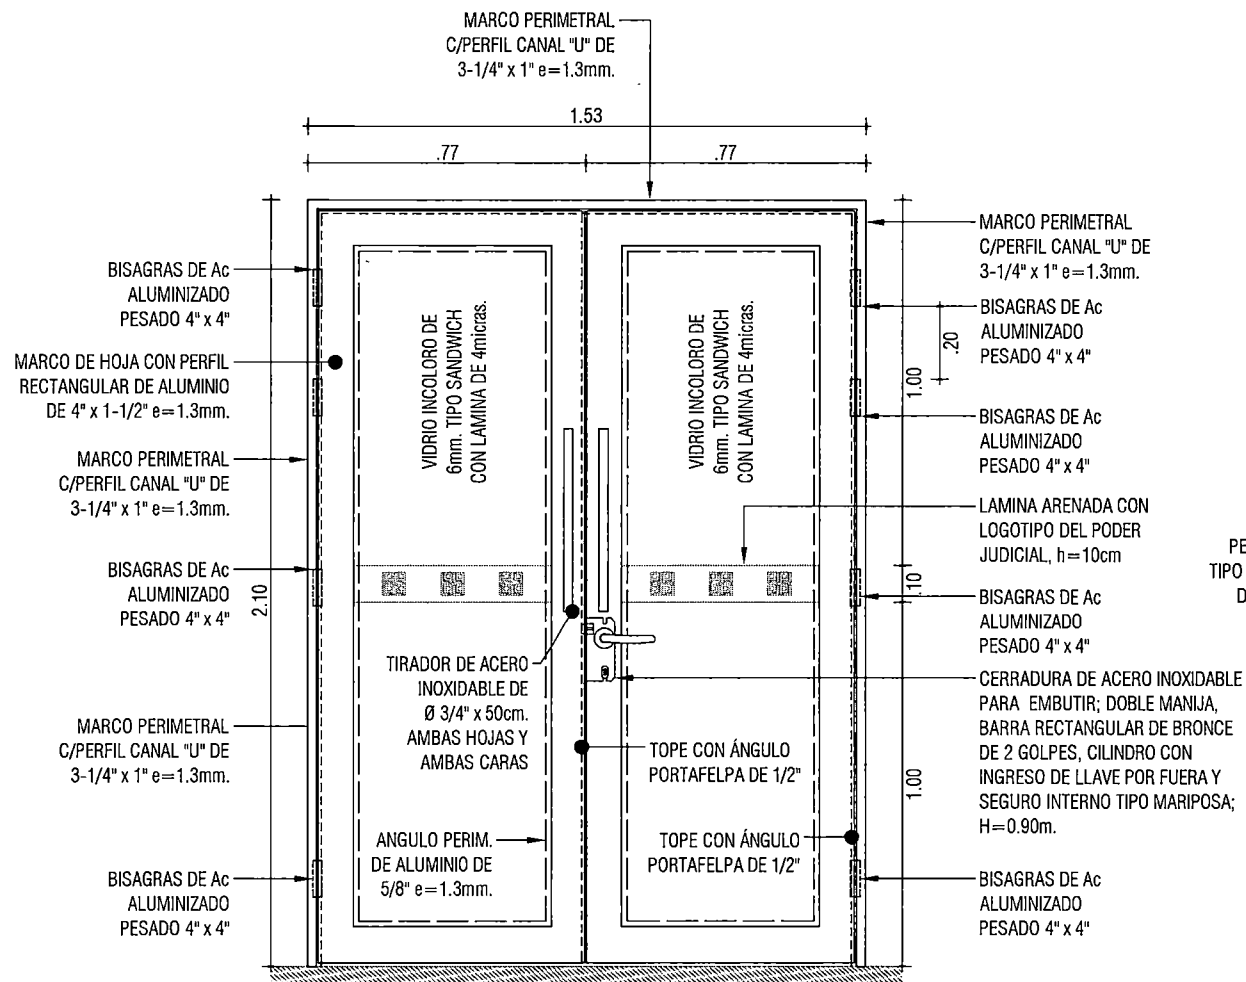 MARCO PERIMETRAL
C/PERFIL CANAL "U" DE
3-1/4" x 1" e=1.3mm.
1.53
.77
.77
BISAGRAS DE Ac
ALUMINIZADO
PESADO 4" x 4"
MARCO DE HOJA CON PERFIL
RECTANGULAR DE ALUMINIO
DE 4" x 1-1/2" e=1.3mm.
MARCO PERIMETRAL
C/PERFIL CANAL "U" DE
3-1/4" x 1" e=1.3mm.
BISAGRAS DE Ac
ALUMINIZADO
PESADO 4" x 4"
2.10
MARCO PERIMETRAL
C/PERFIL CANAL "U" DE
3-1/4" x 1" e=1.3mm.
BISAGRAS DE Ac
ALUMINIZADO
PESADO 4" x 4"
VIDRIO INCOLORO DE
6mm. TIPO SANDWICH
CON LAMINA DE 4micras.
VIDRIO INCOLORO DE
6mm. TIPO SANDWICH
CON LAMINA DE 4micras.
TIRADOR DE ACERO
INOXIDABLE DE
Ø 3/4" x 50cm.
AMBAS HOJAS Y
AMBAS CARAS
TOPE CON ÁNGULO
PORTAFELPA DE 1/2"
ANGULO PERIM.
DE ALUMINIO DE
5/8" e=1.3mm.
TOPE CON ÁNGULO
PORTAFELPA DE 1/2"
MARCO PERIMETRAL
C/PERFIL CANAL "U" DE
3-1/4" x 1" e=1.3mm.
BISAGRAS DE Ac
ALUMINIZADO
PESADO 4" x 4"
.20
1.00
BISAGRAS DE Ac
ALUMINIZADO
PESADO 4" x 4"
LAMINA ARENADA CON
LOGOTIPO DEL PODER
JUDICIAL, h=10cm
.10
BISAGRAS DE Ac
ALUMINIZADO
PESADO 4" x 4"
CERRADURA DE ACERO INOXIDABLE
PARA EMBUTIR; DOBLE MANIJA,
BARRA RECTANGULAR DE BRONCE
DE 2 GOLPES, CILINDRO CON
INGRESO DE LLAVE POR FUERA Y
SEGURO INTERNO TIPO MARIPOSA;
H=0.90m.
1.00
BISAGRAS DE Ac
ALUMINIZADO
PESADO 4" x 4"
PE
TIPO
D